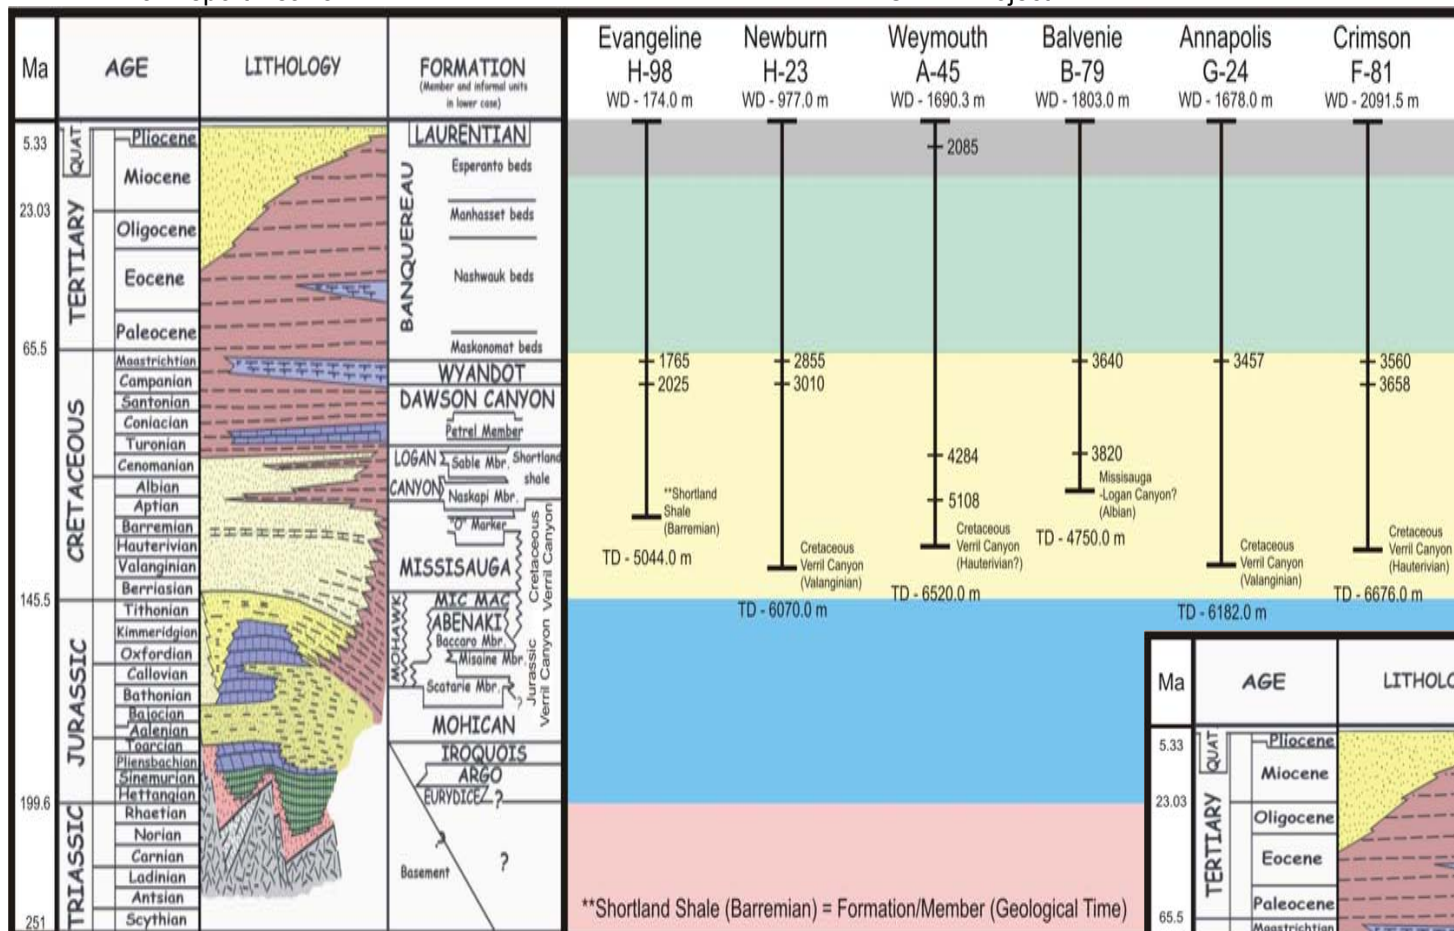 Ma
AGE
LITHOLOGY
FORMATION
(Member and informal units
in lower case)
5.33
23.03
65.5
145.5
199.6
251
QUAT.
TERTIARY
CRETACEOUS
JURASSIC
TRIASSIC
Pliocene
Miocene
Oligocene
Eocene
Paleocene
Maastrichtian
Campanian
Santonian
Coniacian
Turonian
Cenomanian
Albian
Aptian
Barremian
Hauterivian
Valanginian
Berriasian
Tithonian
Kimmeridgian
Oxfordian
Callovian
Bathonian
Bajocian
Aalenian
Toarcian
Pliensbachian
Sinemurian
Hettangian
Rhaetian
Norian
Carnian
Ladinian
Antsian
Scythian
LAURENTIAN
BANQUEREAU
Esperanto beds
Manhasset beds
Nashwauk beds
Maskonomat beds
WYANDOT
DAWSON CANYON
Petrel Member
LOGAN
CANYON
Sable Mbr.
Shortland
shale
Naskapi Mbr.
"O" Marker
MISSISAUGA
Cretaceous
Verril Canyon
MOHAWK
MIC MAC
ABENAKI
Baccaro Mbr.
Misaine Mbr.
Scatarie Mbr.
?
Jurassic
Verril Canyon
MOHICAN
IROQUOIS
ARGO
EURYDICE ?
?
?
Basement
Evangeline
H-98
WD - 174.0 m
1765
2025
**Shortland
Shale
(Barremian)
TD - 5044.0 m
Newburn
H-23
WD - 977.0 m
2855
3010
Cretaceous
Verril Canyon
(Valanginian)
TD - 6070.0 m
Weymouth
A-45
WD - 1690.3 m
2085
4284
5108
Cretaceous
Verril Canyon
(Hauterivian?)
TD - 6520.0 m
Balvenie
B-79
WD - 1803.0 m
3640
3820
Missisauga
-Logan Canyon?
(Albian)
TD - 4750.0 m
Annapolis
G-24
WD - 1678.0 m
3457
Cretaceous
Verril Canyon
(Valanginian)
TD - 6182.0 m
Crimson
F-81
WD - 2091.5 m
3560
3658
Cretaceous
Verril Canyon
(Hauterivian)
TD - 6676.0 m
**Shortland Shale (Barremian) = Formation/Member (Geological Time)
Ma
AGE
5.33
23.03
65.5
QUAT.
TERTIARY
Pliocene
Miocene
Oligocene
Eocene
Paleocene